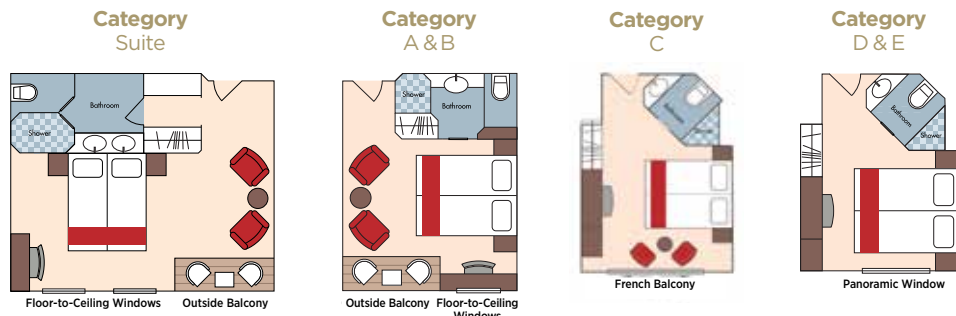 Category
Suite
Category
A & B
Category
C
Category
D & E
Bathroom
Shower
Floor-to-Ceiling Windows
Outside Balcony
Shower
Bathroom
Outside Balcony
Floor-to-Ceiling
Windows
Bathroom
French Balcony
Bathroom
Shower
Panoramic Window